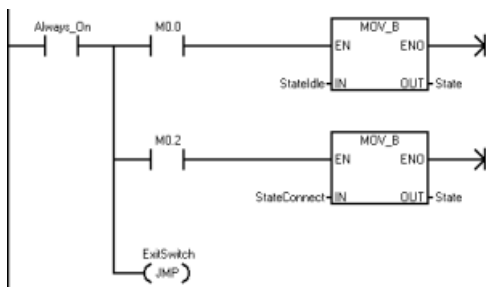 Always_On
M0.0
MOV_B
EN ENO
StateIdle IN OUT State
M0.2
MOV_B
EN ENO
StateConnect IN OUT State
ExitSwitch
JMP